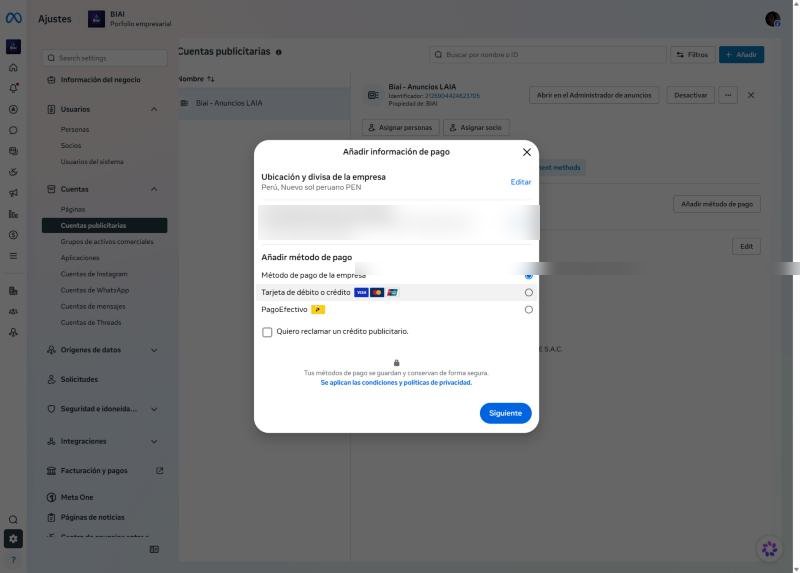 Ajustes
BIAI
Porfolio empresarial
Search settings
Información del negocio
Usuarios
Personas
Socios
Usuarios del sistema
Cuentas
Páginas
Cuentas publicitarias
Grupos de activos comerciales
Aplicaciones
Cuentas de Instagram
Cuentas de WhatsApp
Cuentas de mensajes
Cuentas de Threads
Orígenes de datos
Solicitudes
Seguridad e idoneida...
Integraciones
Facturación y pagos
Meta One
Páginas de noticias
Cuentas publicitarias
Buscar por nombre o ID
Filtros
+ Añadir
Nombre
Biai - Anuncios LAIA
Biai - Anuncios LAIA
Propiedad de: BIAI
Abrir en el Administrador de anuncios
Desactivar
Asignar personas
Asignar socio
ment methods
Añadir método de pago
Edit
E S.A.C.
Añadir información de pago
Ubicación y divisa de la empresa
Perú, Nuevo sol peruano PEN
Editar
Añadir método de pago
Método de pago de la empresa
Tarjeta de débito o crédito VISA
PagoEfectivo
Quiero reclamar un crédito publicitario.
Tus métodos de pago se guardan y conservan de forma segura.
Se aplican las condiciones y políticas de privacidad.
Siguiente